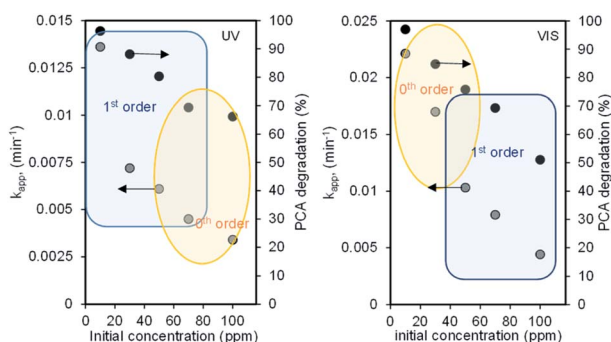 UV
0.015
0.0125
0.01
0.0075
0.005
0.0025
0
k_app, (min⁻¹)
100
90
80
70
60
50
40
30
20
10
0
PCA degradation (%)
1st order
0th order
0 20 40 60 80 100
Initial concentration (ppm)
VIS
0.025
0.02
0.015
0.01
0.005
0
k_app, (min⁻¹)
100
90
80
70
60
50
40
30
20
10
0
PCA degradation (%)
0th order
1st order
0 20 40 60 80 100
initial concentration (ppm)